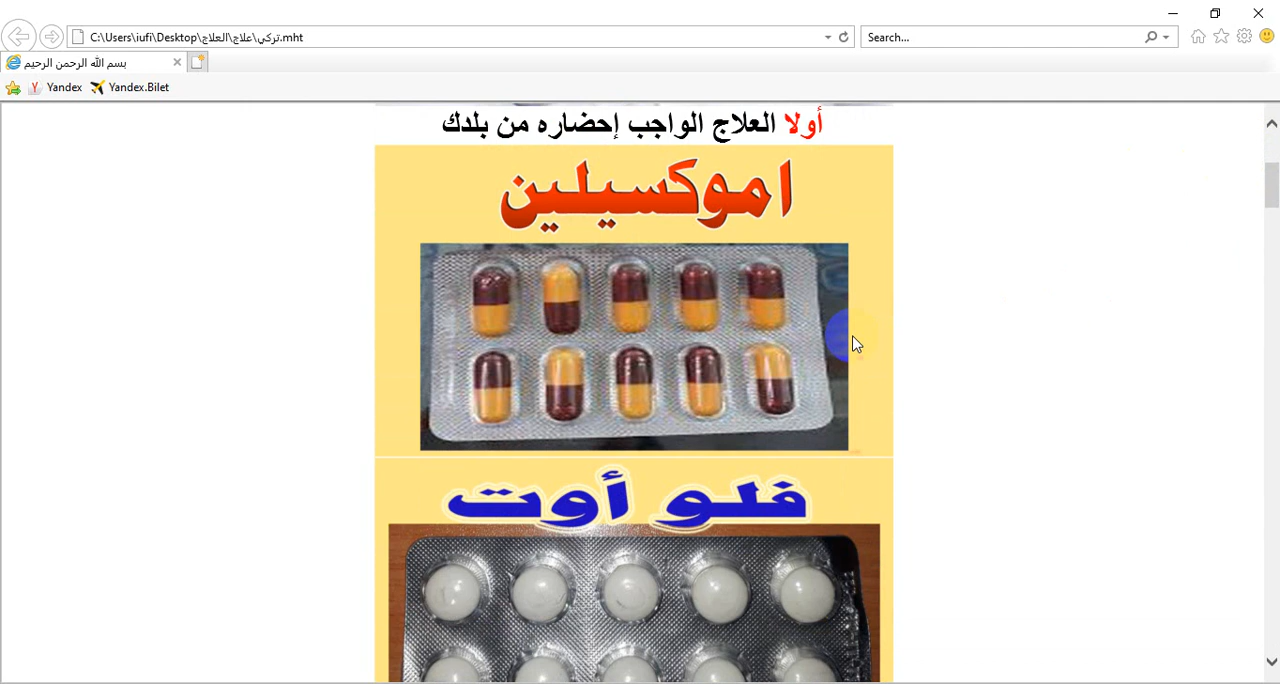 C:\Users\iufi\Desktop\علاج\العلاج\تركي.mht
Search...
بسم الله الرحمن الرحيم
Yandex
Yandex.Bilet
أولا العلاج الواجب إحضاره من بلدك
اموكسيلين
فلو أوت